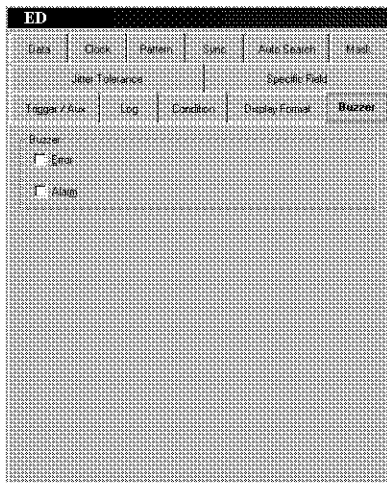 ED
Data Clock Pattern Sync. Auto Search Mask
Jitter Tolerance Specific Field
Trigger / Aux Log Condition Display Format Buzzer
Buzzer
Error
Alarm